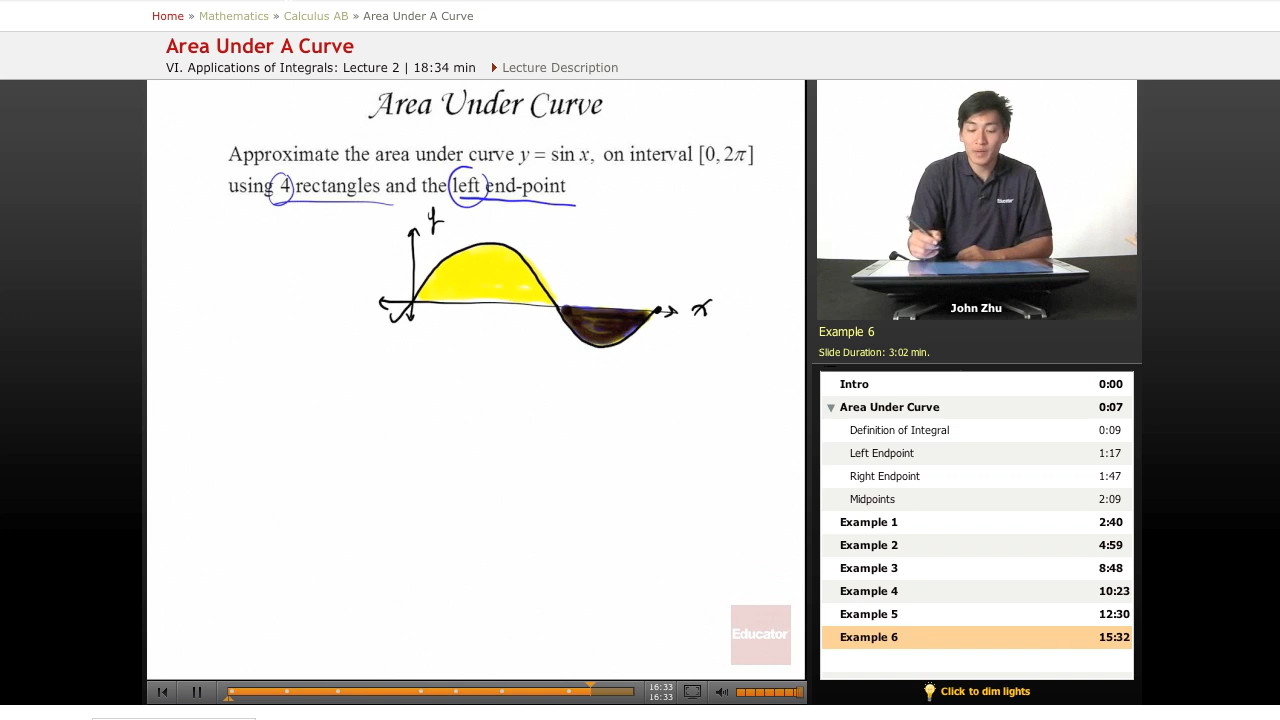 Home » Mathematics » Calculus AB » Area Under A Curve
Area Under A Curve
VI. Applications of Integrals: Lecture 2 | 18:34 min Lecture Description
Area Under Curve
Approximate the area under curve y = sin x, on interval [0, 2π]
using 4 rectangles and the left end-point
y
x
Educator
Educator
John Zhu
Example 6
Slide Duration: 3:02 min.
Intro 0:00
Area Under Curve 0:07
Definition of Integral 0:09
Left Endpoint 1:17
Right Endpoint 1:47
Midpoints 2:09
Example 1 2:40
Example 2 4:59
Example 3 8:48
Example 4 10:23
Example 5 12:30
Example 6 15:32
16:33
16:33
Click to dim lights